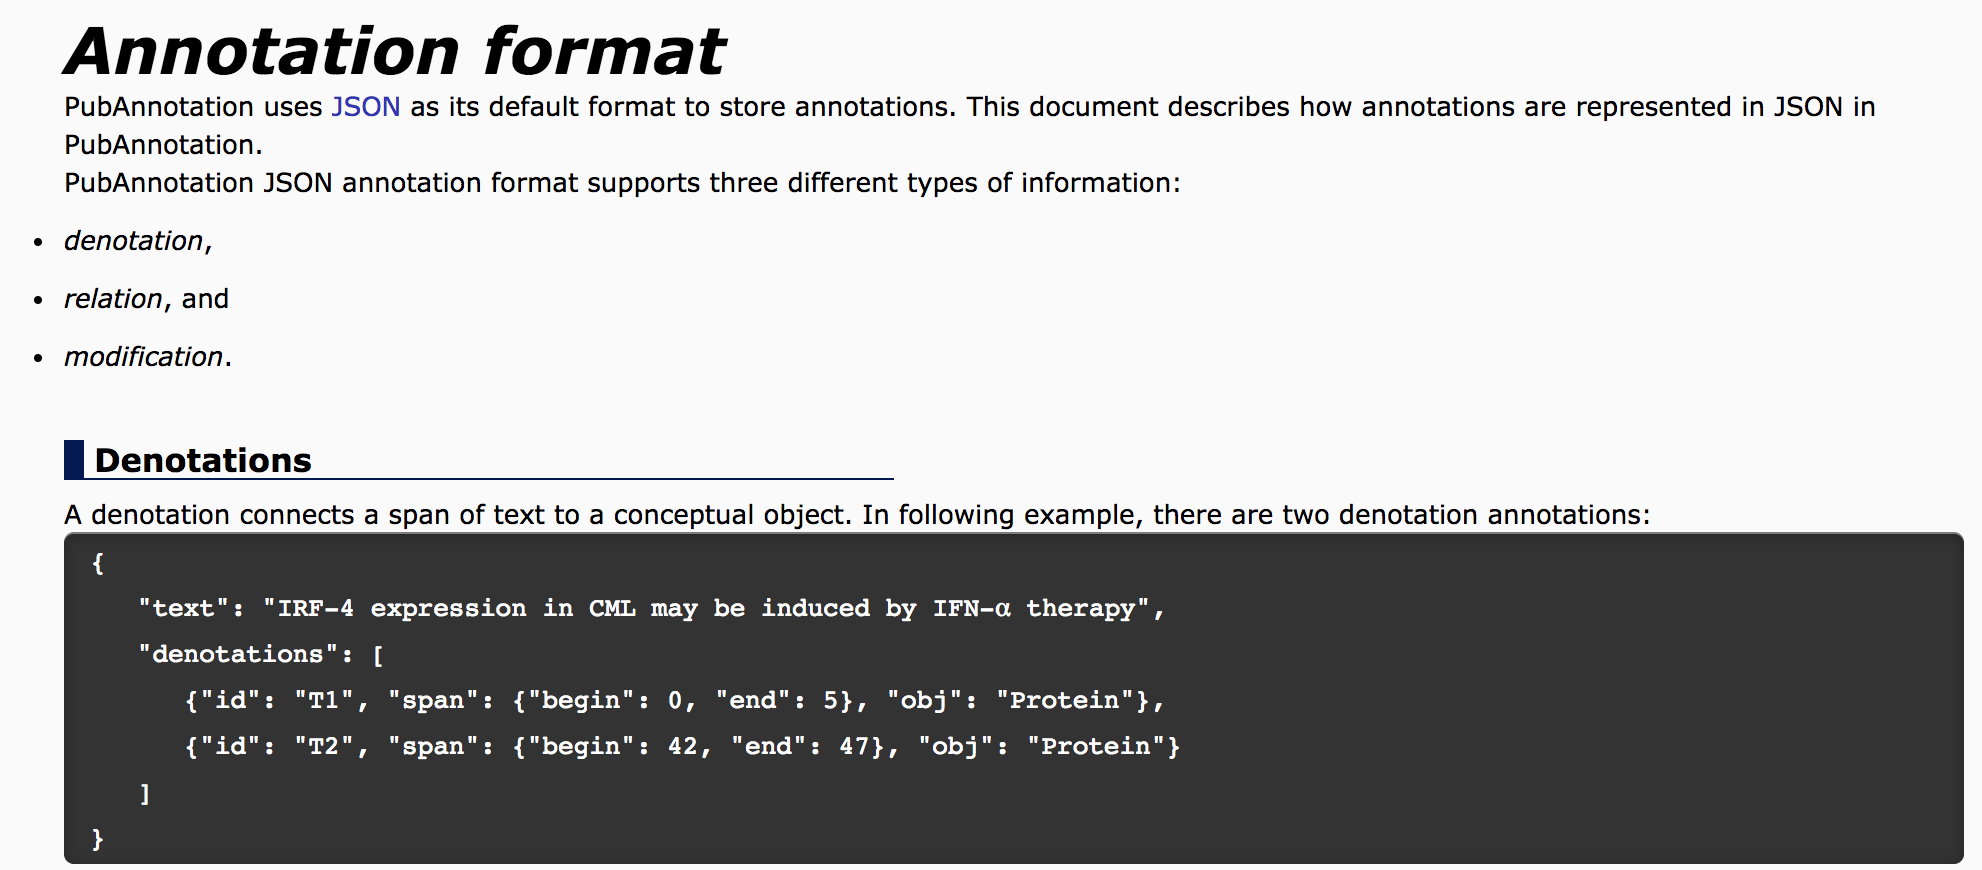 Annotation format
PubAnnotation uses JSON as its default format to store annotations. This document describes how annotations are represented in JSON in
PubAnnotation.
PubAnnotation JSON annotation format supports three different types of information:
• denotation,
• relation, and
• modification.
Denotations
A denotation connects a span of text to a conceptual object. In following example, there are two denotation annotations:
{
   "text": "IRF-4 expression in CML may be induced by IFN-α therapy",
   "denotations": [
      {"id": "T1", "span": {"begin": 0, "end": 5}, "obj": "Protein"},
      {"id": "T2", "span": {"begin": 42, "end": 47}, "obj": "Protein"}
   ]
}